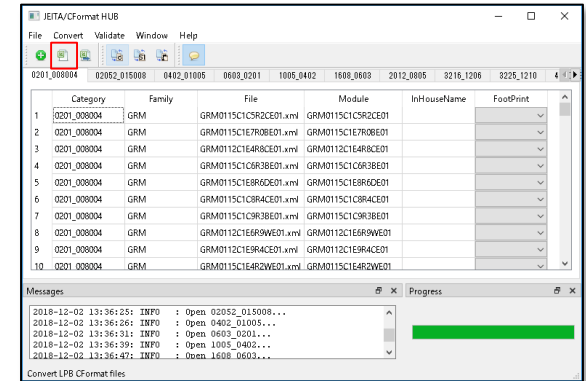 JEITA/CFormat HUB
File Convert Validate Window Help
0201_008004 02052_015008 0402_01005 0603_0201 1005_0402 1608_0603 2012_0805 3216_1206 3225_1210 4
Category Family File Module InHouseName FootPrint
1 0201_008004 GRM GRM0115C1C5R2CE01.xml GRM0115C1C5R2CE01
2 0201_008004 GRM GRM0115C1E7R0BE01.xml GRM0115C1E7R0BE01
3 0201_008004 GRM GRM0112C1E4R8CE01.xml GRM0112C1E4R8CE01
4 0201_008004 GRM GRM0115C1C6R3BE01.xml GRM0115C1C6R3BE01
5 0201_008004 GRM GRM0115C1E8R6DE01.xml GRM0115C1E8R6DE01
6 0201_008004 GRM GRM0115C1C8R4CE01.xml GRM0115C1C8R4CE01
7 0201_008004 GRM GRM0115C1C9R3BE01.xml GRM0115C1C9R3BE01
8 0201_008004 GRM GRM0112C1E6R9WE01.xml GRM0112C1E6R9WE01
9 0201_008004 GRM GRM0112C1E9R4CE01.xml GRM0112C1E9R4CE01
10 0201_008004 GRM GRM0115C1E4R2WE01.xml GRM0115C1E4R2WE01
Messages Progress
2018-12-02 13:36:25: INFO : Open 02052_015008...
2018-12-02 13:36:26: INFO : Open 0402_01005...
2018-12-02 13:36:31: INFO : Open 0603_0201...
2018-12-02 13:36:39: INFO : Open 1005_0402...
2018-12-02 13:36:47: INFO : Open 1608_0603...
Convert LPB CFormat files